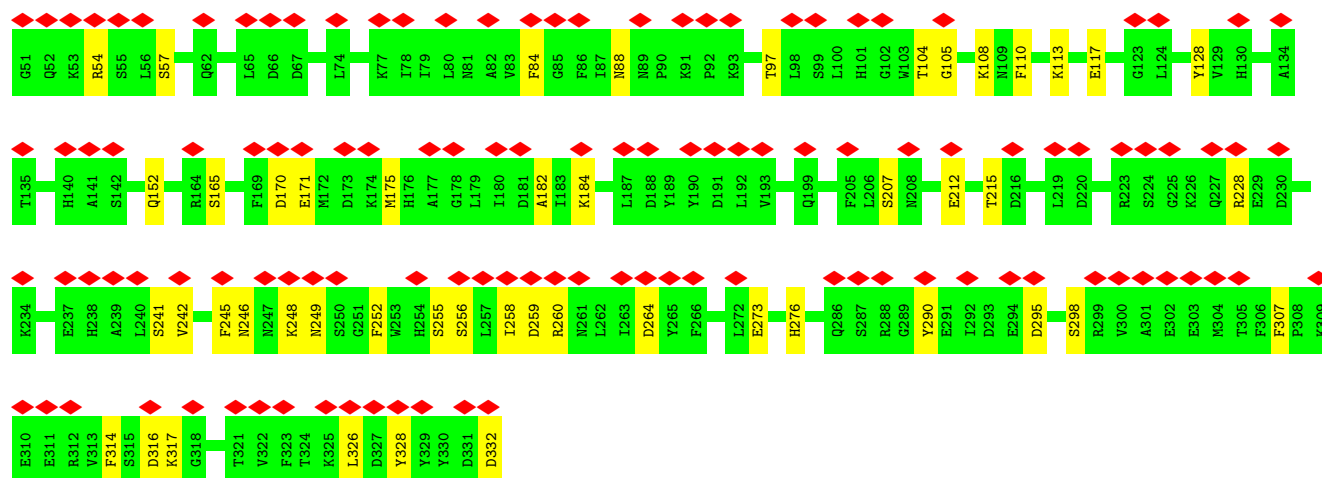 G51 Q52 K53 R54 S55 L56 S57 Q62 L65 D66 D67 L74 K77 I78 I79 L80 N81 A82 V83 F84 G85 F86 I87 N88 N89 P90 K91 P92 K93 T97 L98 S99 L100 H101 G102 W103 T104 G105 K108 N109 F110 K113 E117 G123 L124 Y128 V129 H130 A134
T135 H140 A141 S142 Q152 R164 S165 F169 D170 E171 M172 D173 K174 M175 H176 A177 G178 L179 I180 D181 A182 I183 K184 L187 D188 Y189 Y190 D191 L192 V193 Q199 F205 L206 S207 N208 E212 T215 D216 L219 D220 R223 S224 G225 K226 Q227 R228 E229 D230
K234 E237 H238 A239 L240 S241 V242 F245 N246 N247 K248 N249 S250 G251 F252 W253 H254 S255 S256 L257 I258 D259 R260 N261 L262 I263 D264 Y265 F266 L272 E273 H276 Q286 S287 R288 G289 Y290 E291 I292 D293 E294 D295 S298 R299 V300 A301 E302 E303 M304 T305 F306 F307 P308 K309
E310 E311 R312 V313 F314 S315 D316 K317 G318 T321 V322 F323 T324 K325 L326 D327 Y328 Y329 Y330 D331 D332